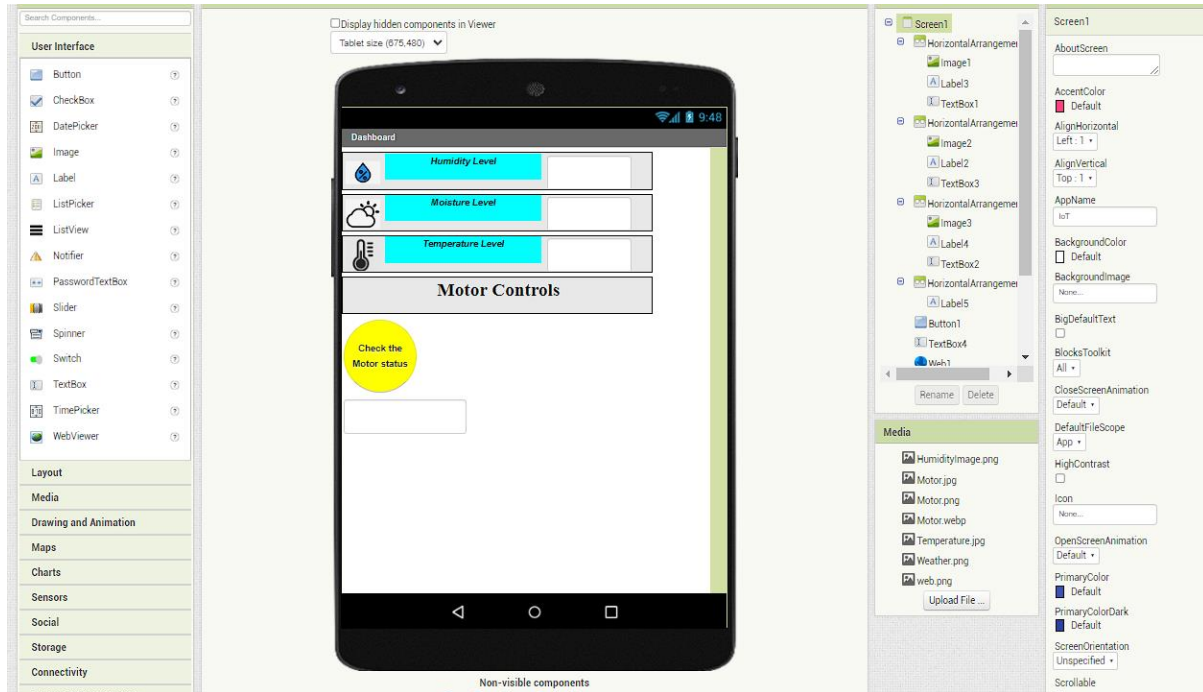 Search Components...
User Interface
Button
CheckBox
DatePicker
Image
Label
ListPicker
ListView
Notifier
PasswordTextBox
Slider
Spinner
Switch
TextBox
TimePicker
WebViewer
Layout
Media
Drawing and Animation
Maps
Charts
Sensors
Social
Storage
Connectivity
Display hidden components in Viewer
Tablet size (675,480)
9:48
Dashboard
Humidity Level
Moisture Level
Temperature Level
Motor Controls
Check the
Motor status
Non-visible components
Screen1
HorizontalArrangemen
Image1
Label3
TextBox1
HorizontalArrangemen
Image2
Label2
TextBox3
HorizontalArrangemen
Image3
Label4
TextBox2
HorizontalArrangemen
Label5
Button1
TextBox4
Web1
Rename Delete
Media
HumidityImage.png
Motor.jpg
Motor.png
Motor.webp
Temperature.jpg
Weather.png
web.png
Upload File ...
Screen1
AboutScreen
AccentColor
Default
AlignHorizontal
Left : 1
AlignVertical
Top : 1
AppName
IoT
BackgroundColor
Default
BackgroundImage
None...
BigDefaultText
BlocksToolkit
All
CloseScreenAnimation
Default
DefaultFileScope
App
HighContrast
Icon
None...
OpenScreenAnimation
Default
PrimaryColor
Default
PrimaryColorDark
Default
ScreenOrientation
Unspecified
Scrollable